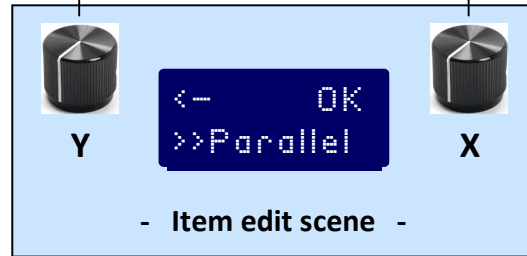 <- OK
>>Parallel
Y X
- Item edit scene -